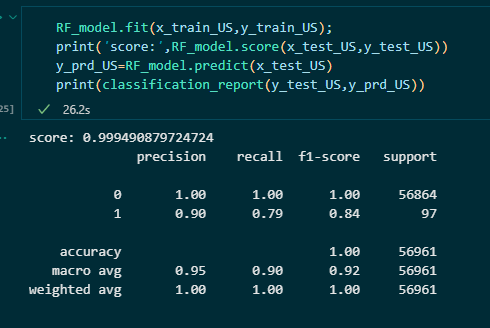 RF_model.fit(x_train_US,y_train_US);
print('score:',RF_model.score(x_test_US,y_test_US))
y_prd_US=RF_model.predict(x_test_US)
print(classification_report(y_test_US,y_prd_US))
25] 26.2s
score: 0.999490879724724
precision recall f1-score support
0 1.00 1.00 1.00 56864
1 0.90 0.79 0.84 97
accuracy 1.00 56961
macro avg 0.95 0.90 0.92 56961
weighted avg 1.00 1.00 1.00 56961